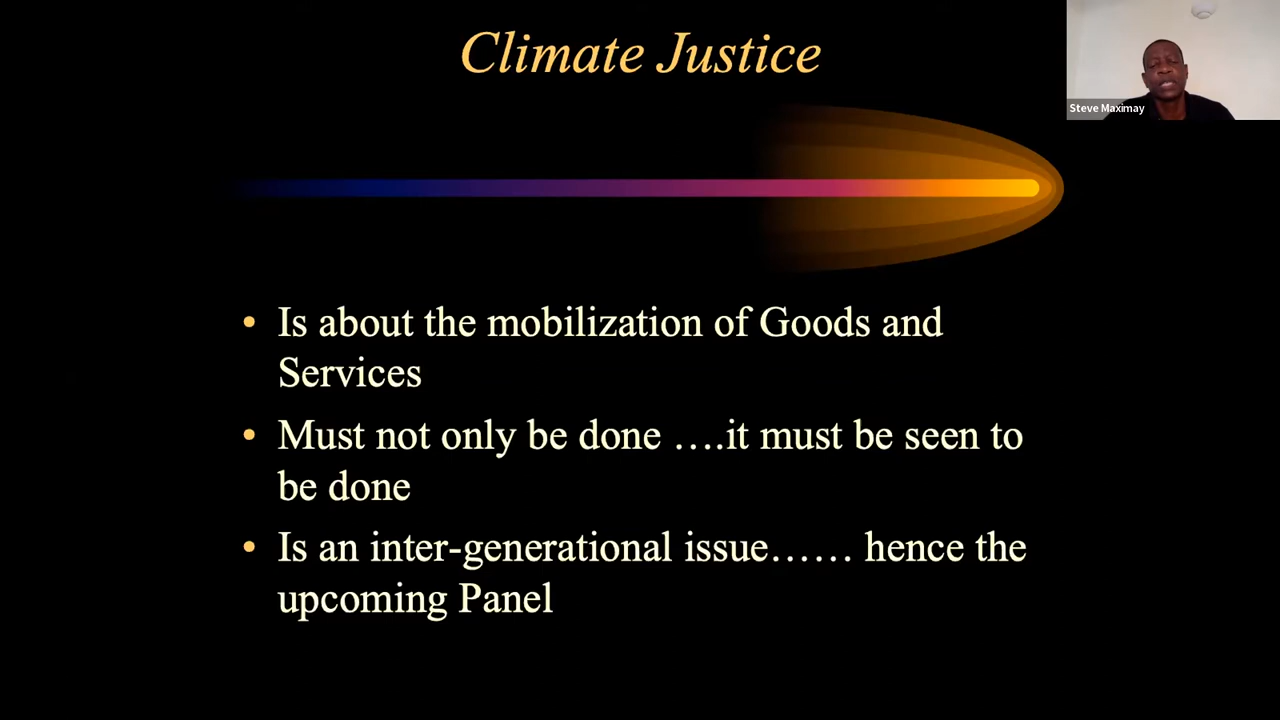 Climate Justice
Steve Maximay
• Is about the mobilization of Goods and
Services
• Must not only be done ….it must be seen to
be done
• Is an inter-generational issue…… hence the
upcoming Panel